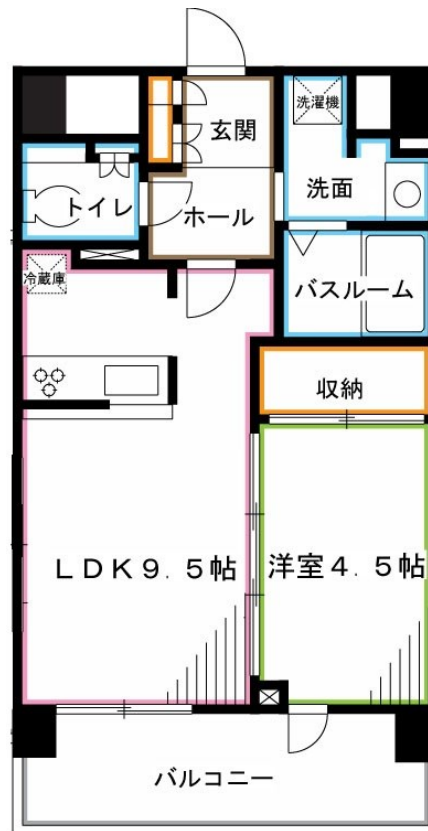 洗濯機
玄関
洗面
トイレ
ホール
冷蔵庫
バスルーム
収納
LDK9.5帖
洋室4.5帖
バルコニー